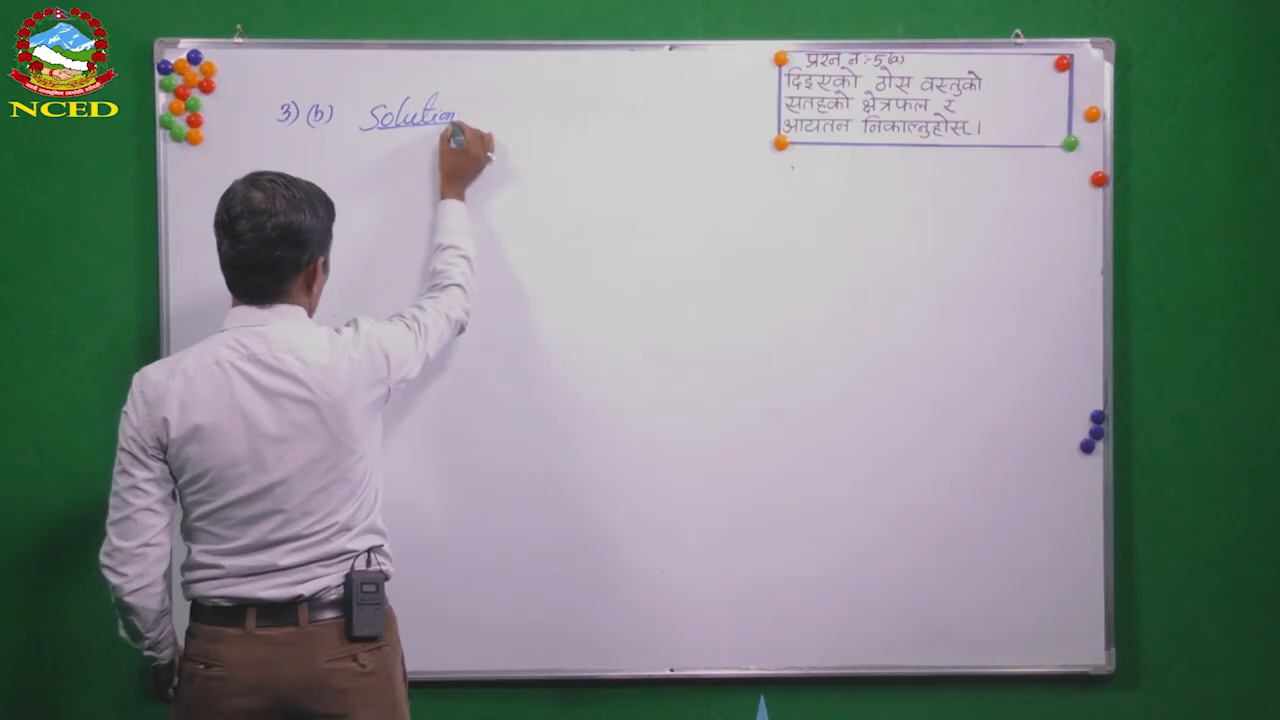 NCED
3) (b) Solution
प्रश्न नं :- 5 (a)
दिइएको ठोस वस्तुको
सतहको क्षेत्रफल र
आयतन निकाल्नुहोस् ।